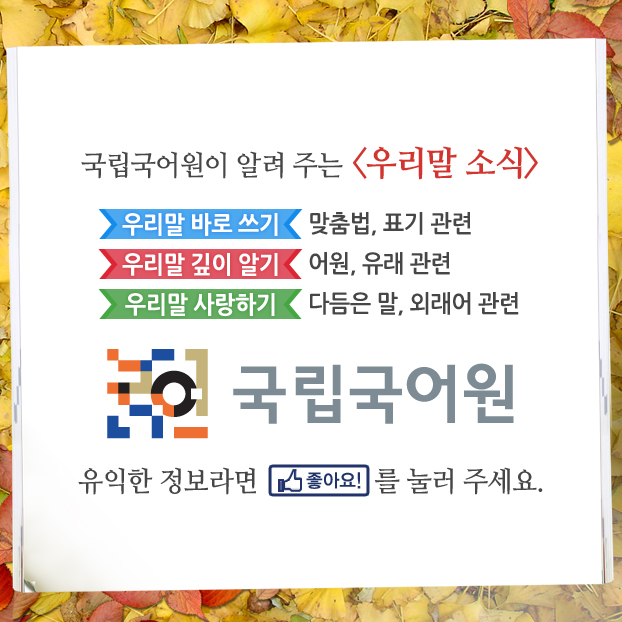 국립국어원이 알려 주는 〈우리말 소식〉
우리말 바로 쓰기 맞춤법, 표기 관련
우리말 깊이 알기 어원, 유래 관련
우리말 사랑하기 다듬은 말, 외래어 관련
국립국어원
유익한 정보라면 좋아요! 를 눌러 주세요.